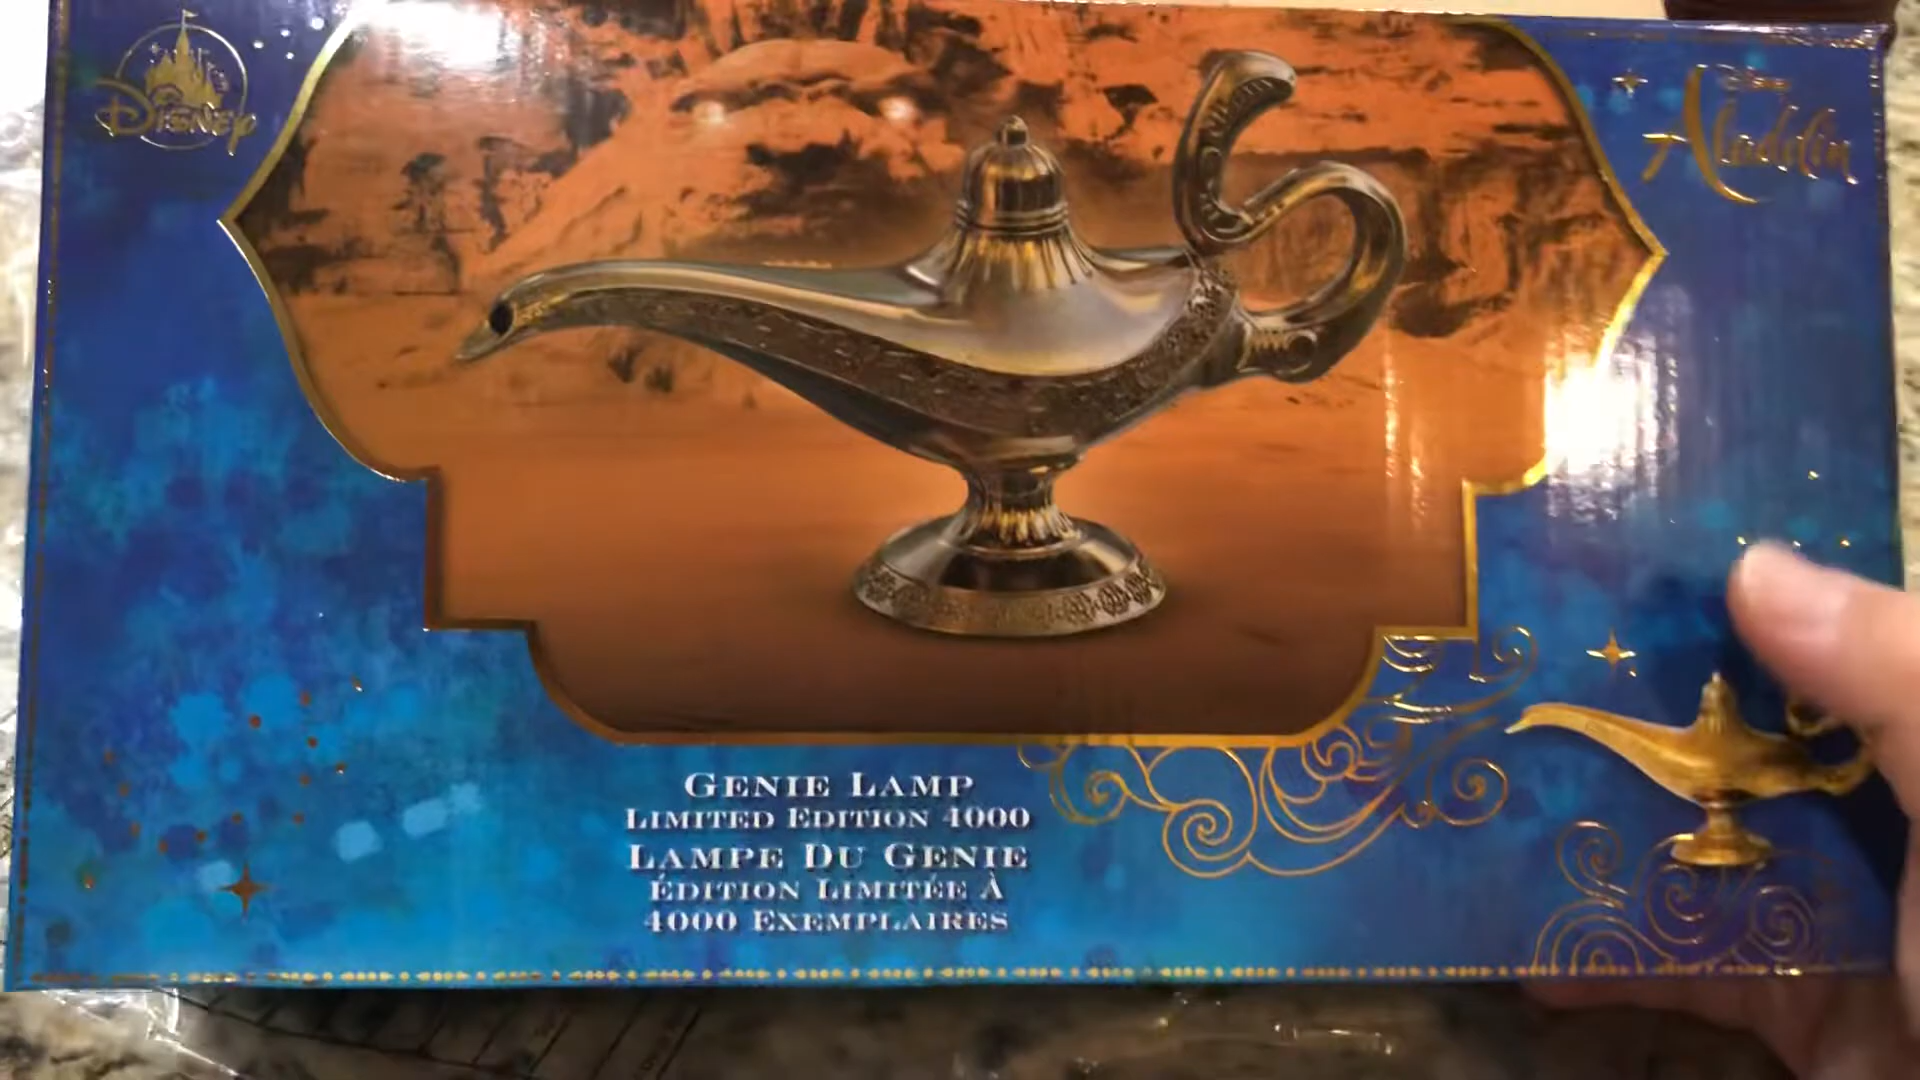 Disney
Disney
Aladdin
GENIE LAMP
LIMITED EDITION 4000
LAMPE DU GENIE
ÉDITION LIMITÉE À
4000 EXEMPLAIRES